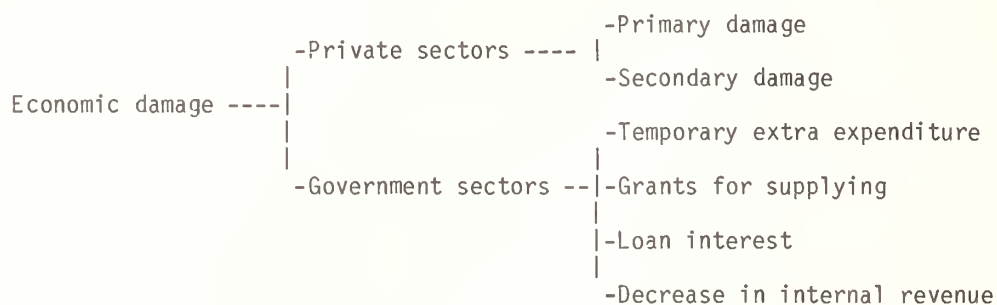 -Primary damage
-Private sectors ----
-Secondary damage
Economic damage ----
-Temporary extra expenditure
-Government sectors --
-Grants for supplying
-Loan interest
-Decrease in internal revenue